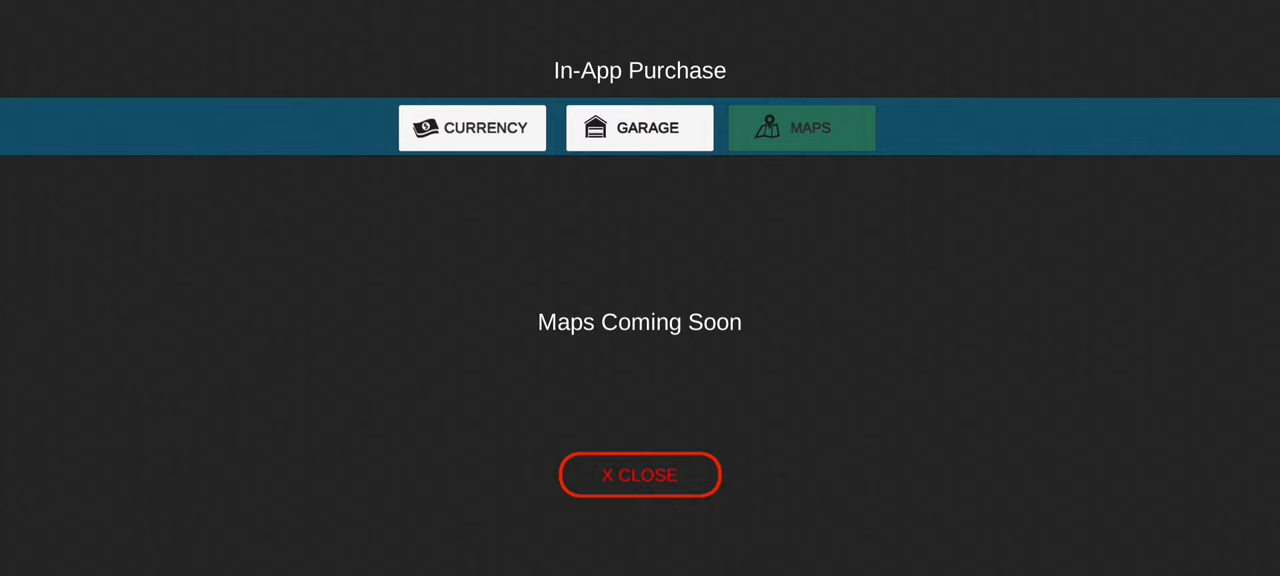 In-App Purchase
CURRENCY
GARAGE
MAPS
Maps Coming Soon
X CLOSE